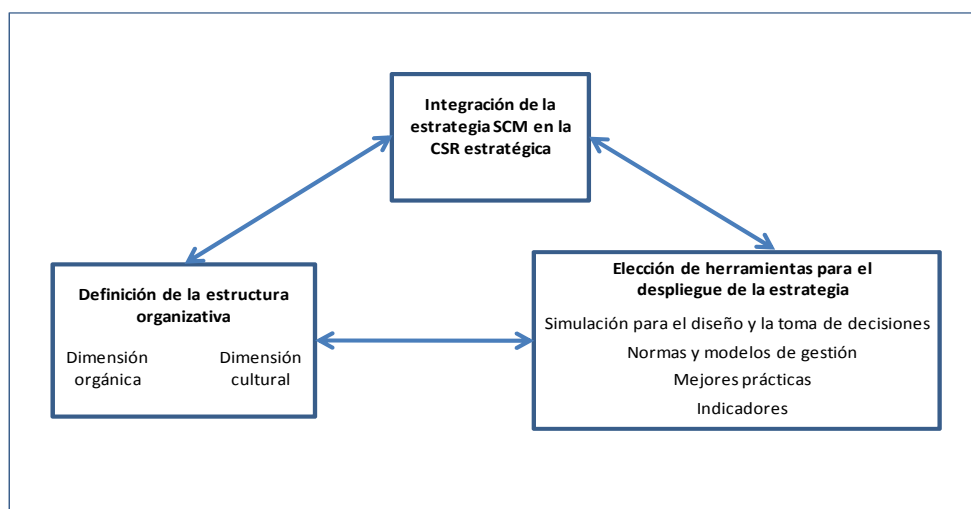 Integración de la
estrategia SCM en la
CSR estratégica
Definición de la estructura
organizativa
Dimensión
orgánica
Dimensión
cultural
Elección de herramientas para el
despliegue de la estrategia
Simulación para el diseño y la toma de decisiones
Normas y modelos de gestión
Mejores prácticas
Indicadores